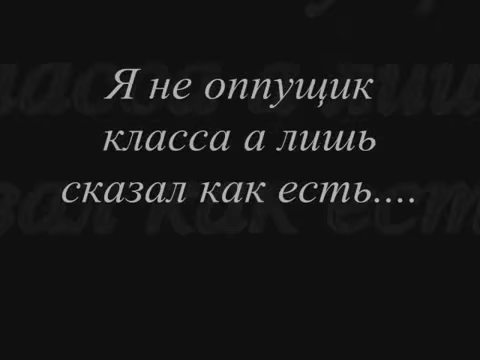 Я не оппущик
класса а лишь
сказал как есть....